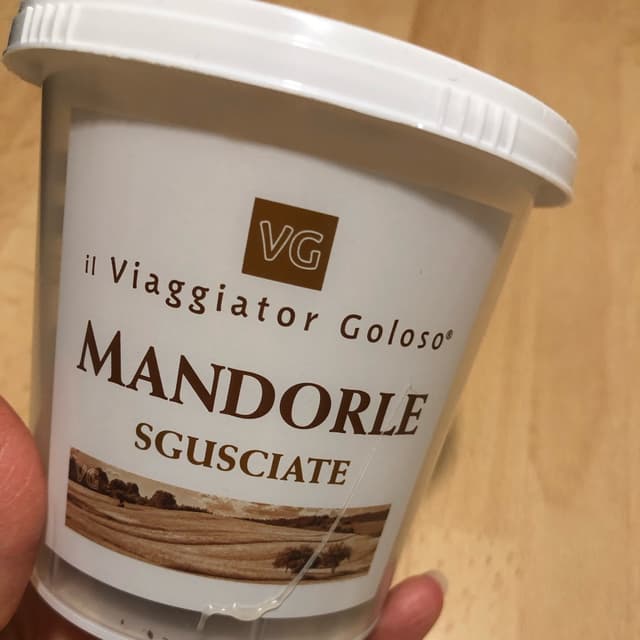 VG
il Viaggiator Goloso®
MANDORLE
SGUSCIATE